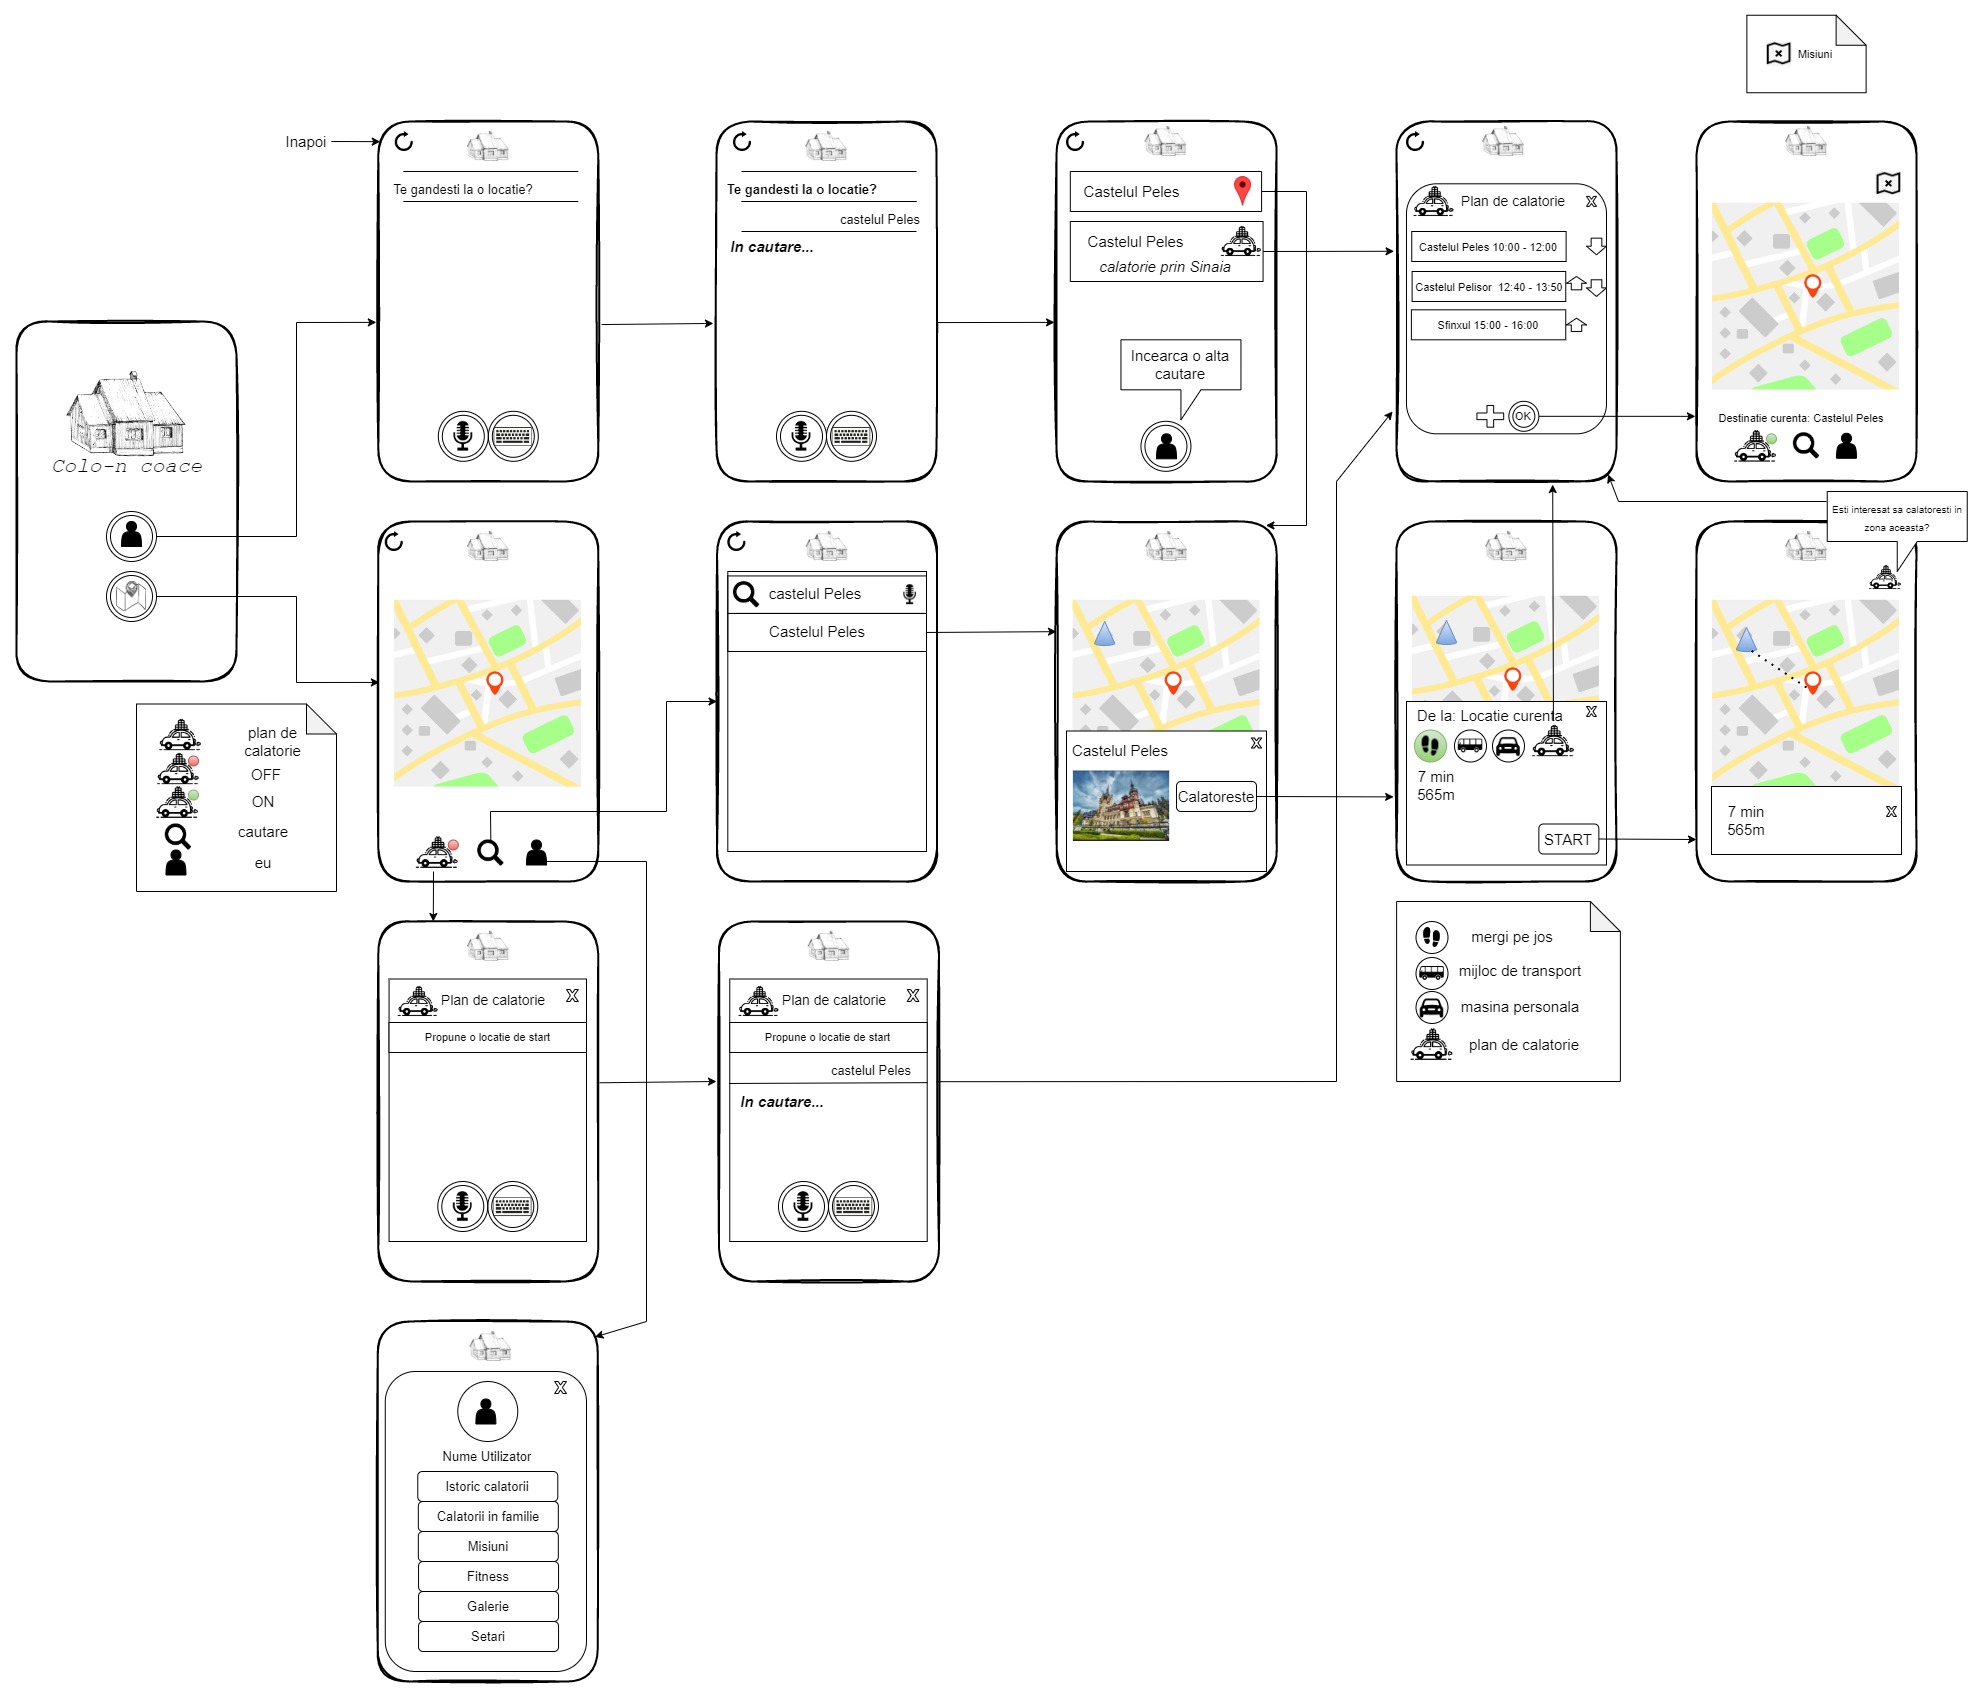 Misiuni
Inapoi
Te gandesti la o locatie?
Te gandesti la o locatie?
castelul Peles
In cautare...
Castelul Peles
Castelul Peles
calatorie prin Sinaia
Incearca o alta
cautare
Plan de calatorie
X
Castelul Peles 10:00 - 12:00
Castelul Pelisor 12:40 - 13:50
Sfinxul 15:00 - 16:00
OK
Destinatie curenta: Castelul Peles
Colo-n coace
plan de
calatorie
OFF
ON
cautare
eu
castelul Peles
Castelul Peles
Castelul Peles
X
Calatoreste
De la: Locatie curenta
X
7 min
565m
START
Esti interesat sa calatoresti in
zona aceasta?
7 min
565m
X
mergi pe jos
mijloc de transport
masina personala
plan de calatorie
Plan de calatorie
X
Propune o locatie de start
Plan de calatorie
X
Propune o locatie de start
castelul Peles
In cautare...
X
Nume Utilizator
Istoric calatorii
Calatorii in familie
Misiuni
Fitness
Galerie
Setari